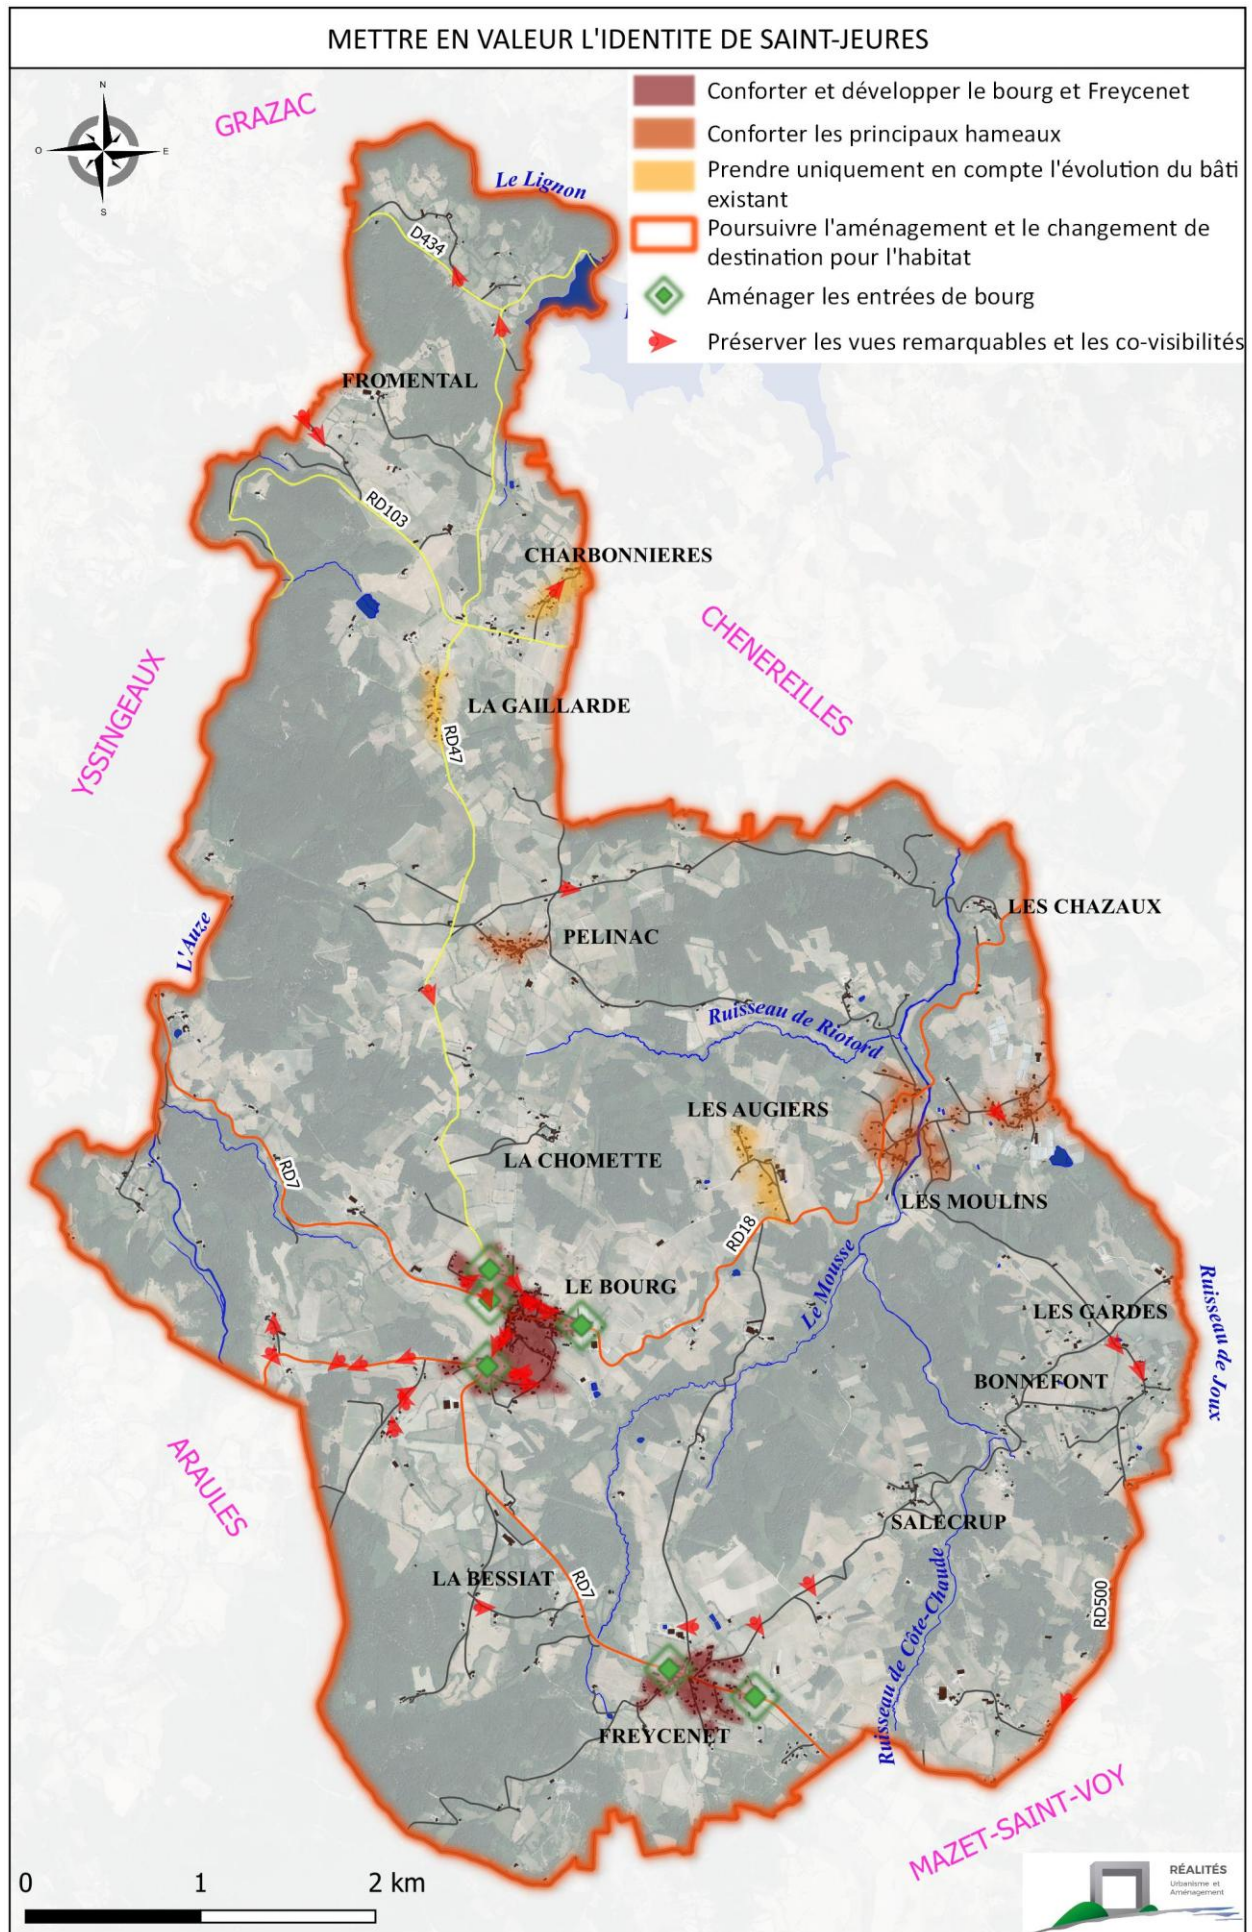 METTRE EN VALEUR L'IDENTITE DE SAINT-JEURES
N
O
E
S
Conforter et développer le bourg et Freycenet
Conforter les principaux hameaux
Prendre uniquement en compte l'évolution du bâti
existant
Poursuivre l'aménagement et le changement de
destination pour l'habitat
Aménager les entrées de bourg
Préserver les vues remarquables et les co-visibilités
GRAZAC
Le Lignon
D434
FROMENTAL
RD103
CHARBONNIERES
CHENEREILLES
YSSINGEAUX
LA GAILLARDE
RD47
LES CHAZAUX
PELINAC
L'Auze
Ruisseau de Riotord
LES AUGIERS
LA CHOMETTE
RD7
LES MOULINS
RD18
LE BOURG
Le Mousse
Ruisseau de Joux
LES GARDES
BONNEFONT
ARAULES
SALECRUP
LA BESSIAT
RD7
RD500
Ruisseau de Côte-Chaude
FREYCENET
MAZET-SAINT-VOY
0 1 2 km
RÉALITÉS
Urbanisme et
Aménagement